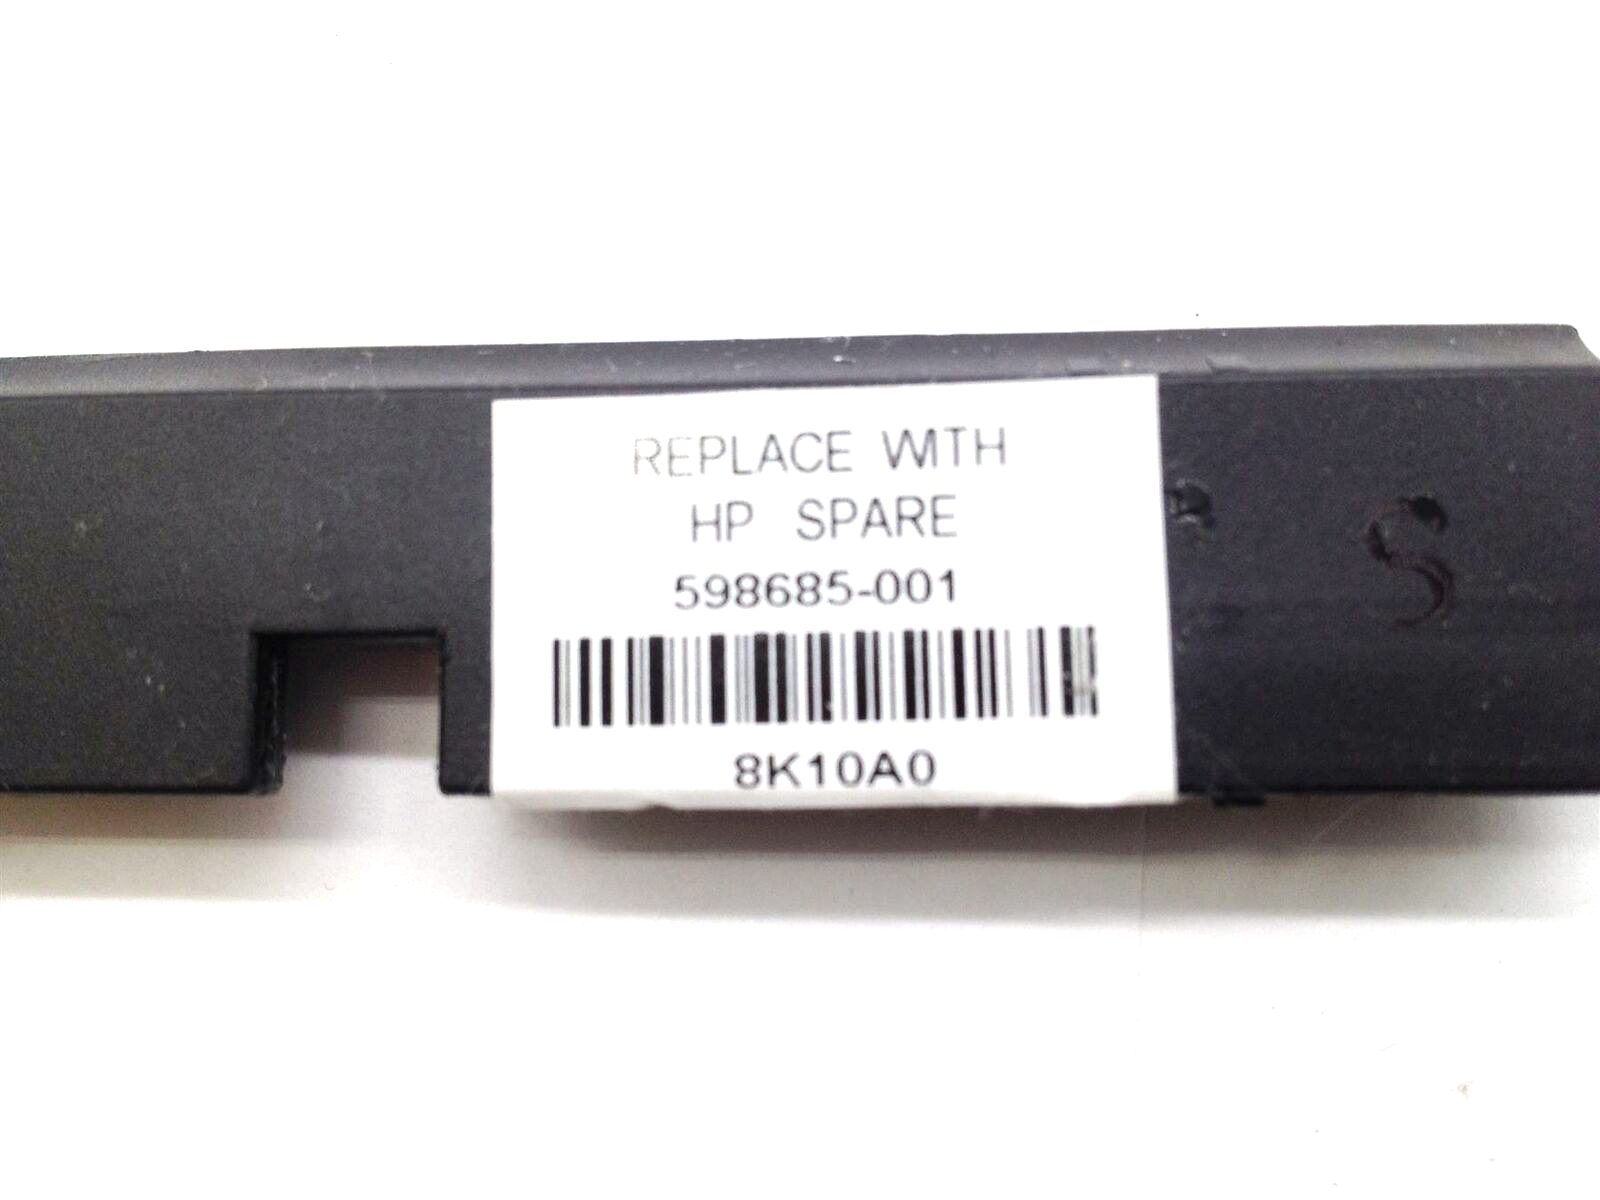 REPLACE WITH
HP SPARE
598685-001
8K10A0
S